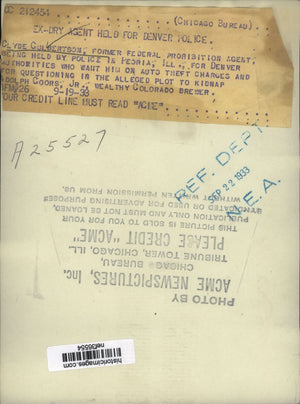 CC 212454 (CHICAGO BUREAU)
EX-DRY AGENT HELD FOR DENVER POLICE.
CLYDE CULBERTSON, FORMER FEDERAL PROHIBITION AGENT,
BEING HELD BY POLICE IN PEORIA, ILL., FOR DENVER
AUTHORITIES WHO WANT HIM ON AUTO THEFT CHARGES AND
FOR QUESTIONING IN THE ALLEGED PLOT TO KIDNAP
ADOLPH COORS, JR., WEALTHY COLORADO BREWER.
9-19-33
YOUR CREDIT LINE MUST READ "ACME".
A25527
REF. DEPT.
SEP 22 1933
N.E.A.
PHOTO BY
ACME NEWSPICTURES, Inc.
CHICAGO BUREAU,
TRIBUNE TOWER, CHICAGO, ILL.
PLEASE CREDIT "ACME"
THIS PICTURE IS SOLD TO YOU FOR YOUR
PUBLICATION ONLY AND MUST NOT BE LOANED,
SYNDICATED OR USED FOR ADVERTISING PURPOSES
WITHOUT WRITTEN PERMISSION FROM US.
historicimages.com
nef36554